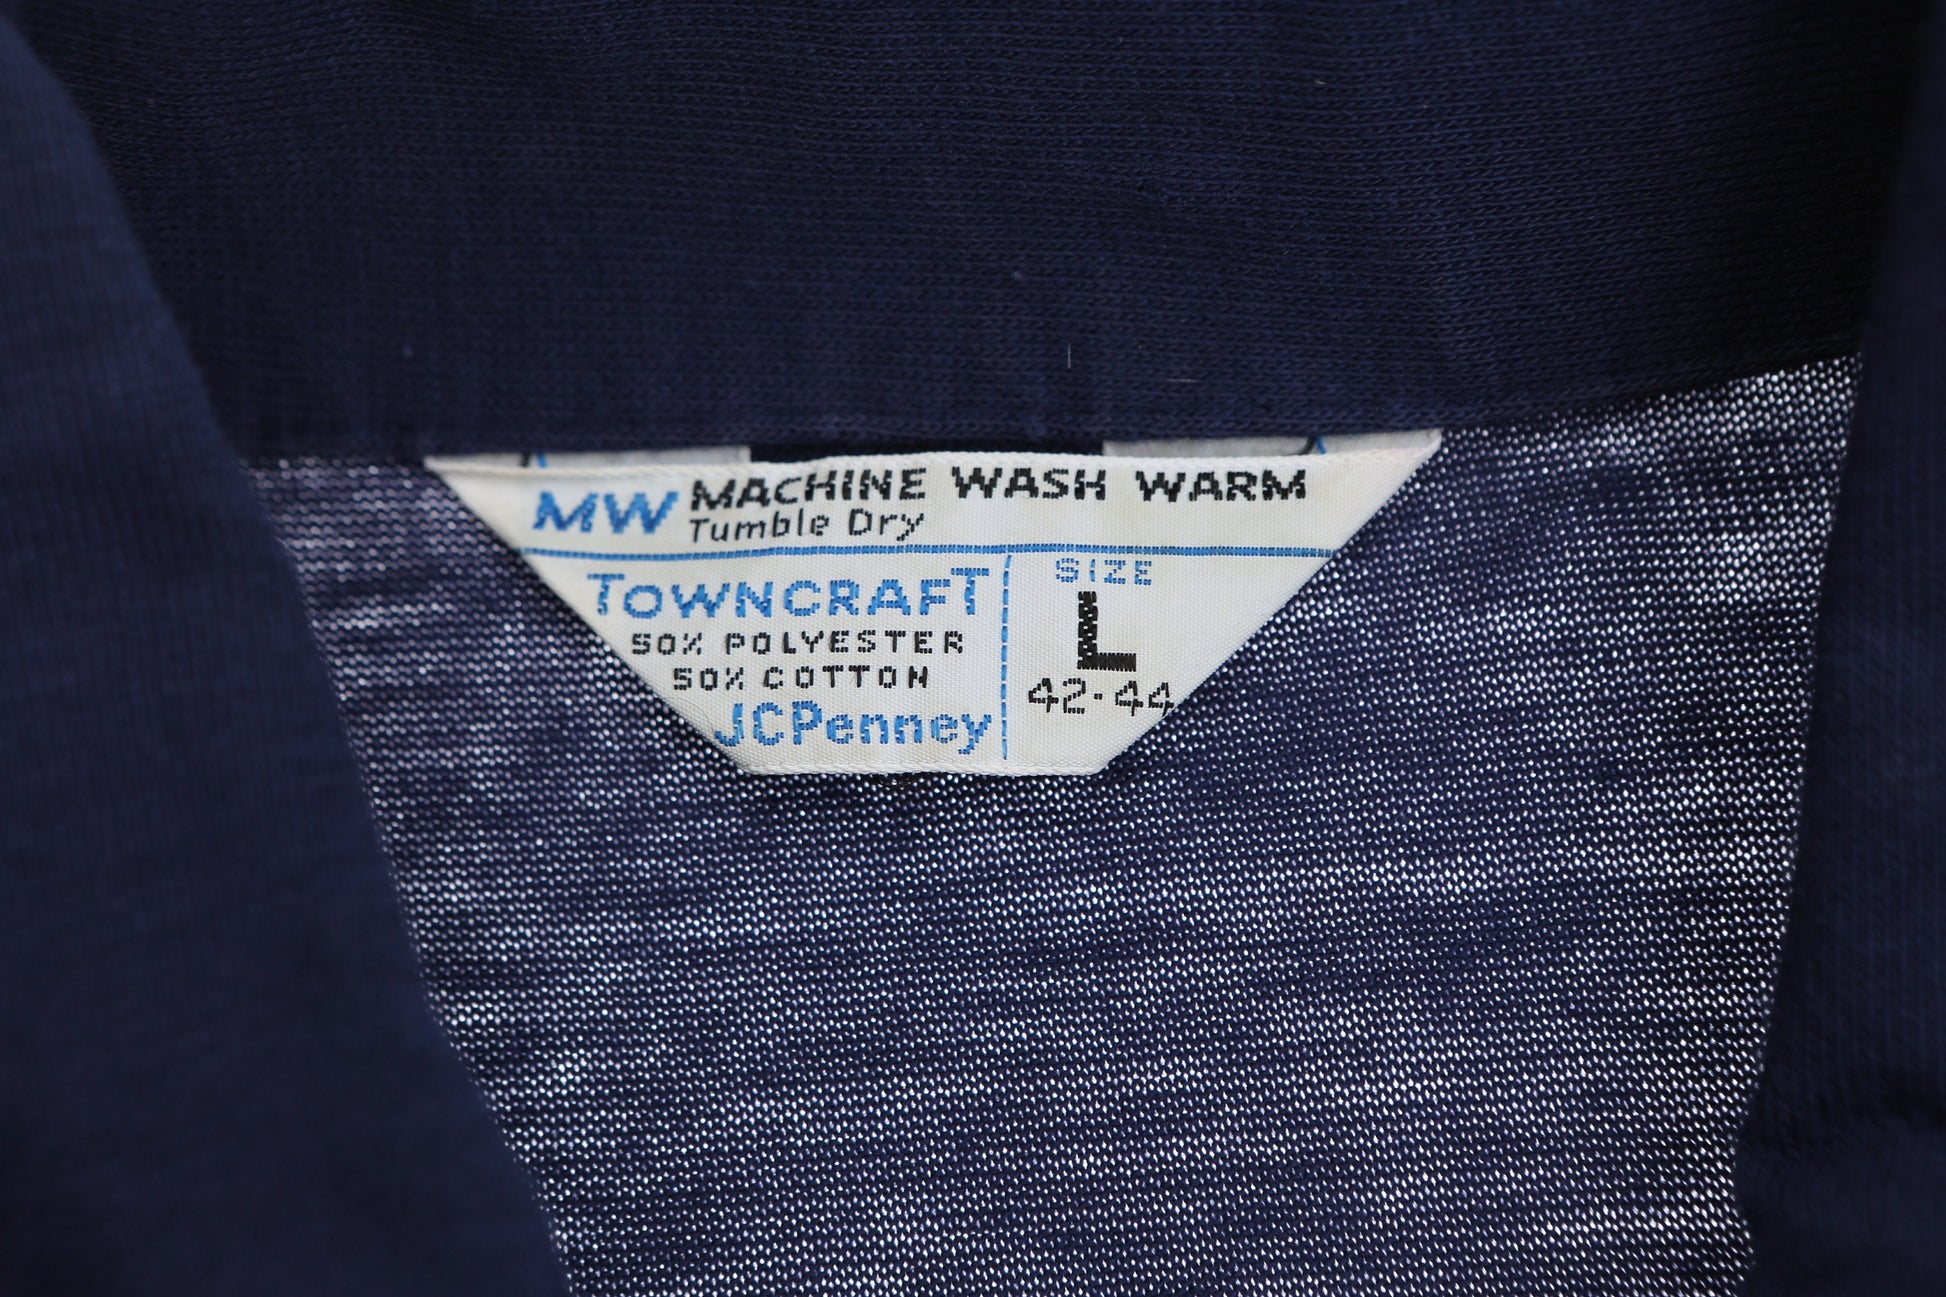 MW MACHINE WASH WARM
Tumble Dry
TOWNCRAFT
50% POLYESTER
50% COTTON
JCPenney
SIZE
L
42-44